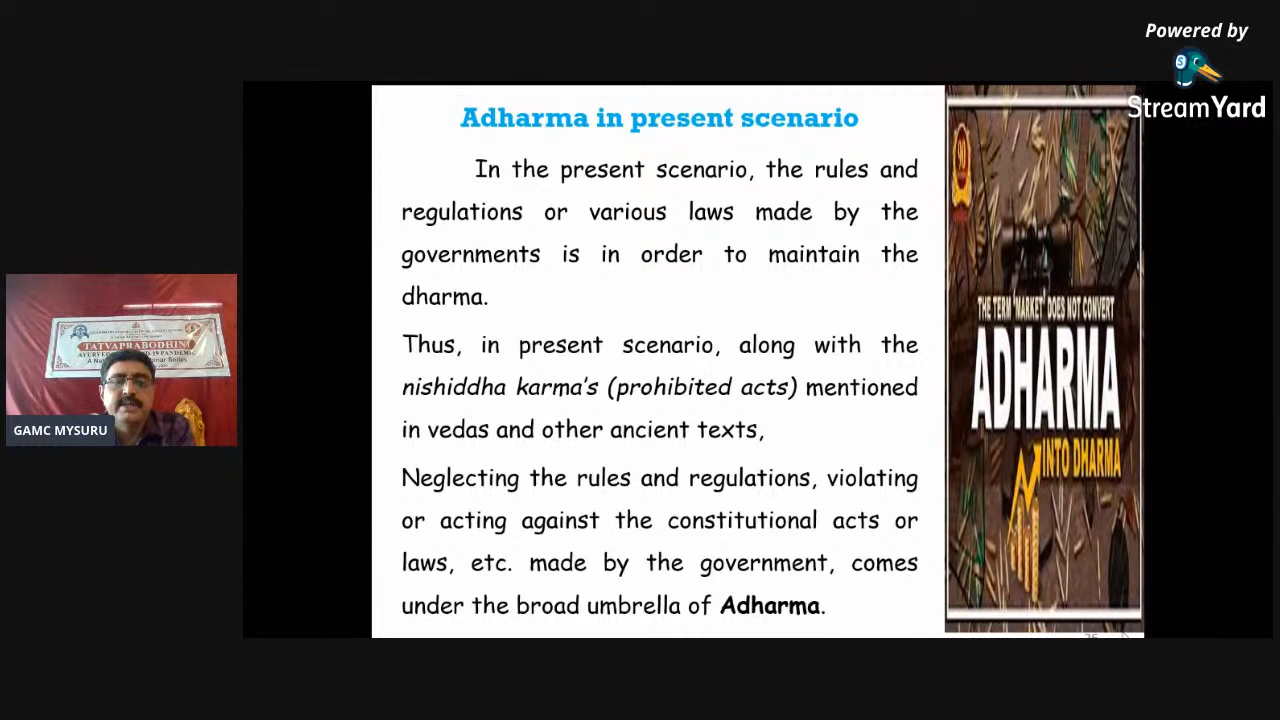 Powered by
StreamYard
Adharma in present scenario
In the present scenario, the rules and
regulations or various laws made by the
governments is in order to maintain the
dharma.
Thus, in present scenario, along with the
nishiddha karma's (prohibited acts) mentioned
in vedas and other ancient texts,
Neglecting the rules and regulations, violating
or acting against the constitutional acts or
laws, etc. made by the government, comes
under the broad umbrella of Adharma.
THE TERM 'MARKET' DOES NOT CONVERT
ADHARMA
INTO DHARMA
TATVAPRABODHINI
GAMC MYSURU